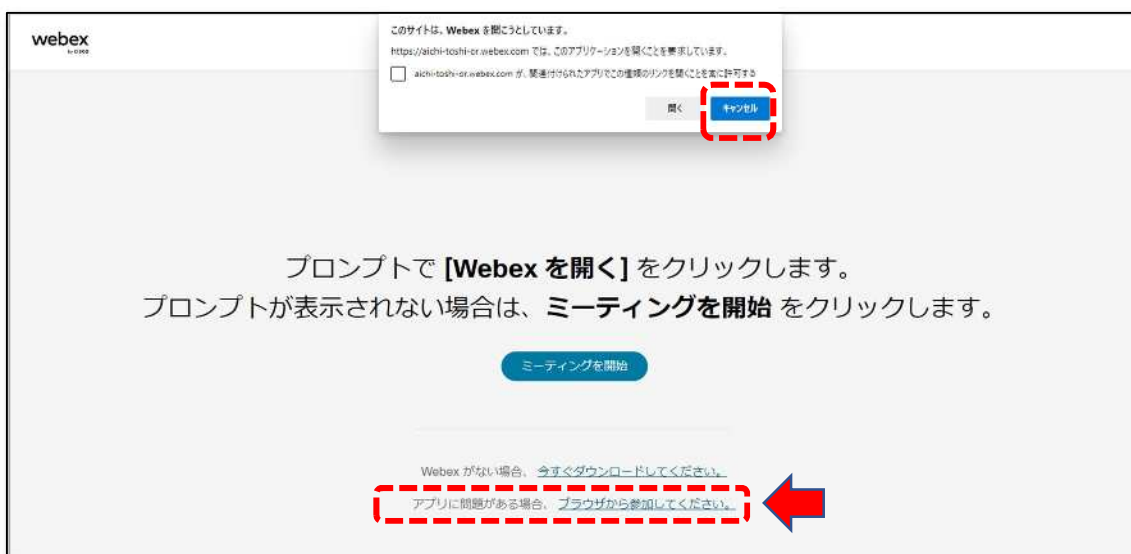 webex
by CISCO
このサイトは、Webex を開こうとしています。
https://aichi-toshi-cr.webex.com では、このアプリケーションを開くことを要求しています。
aichi-toshi-cr.webex.com が、関連付けられたアプリでこの種類のリンクを開くことを常に許可する
開く キャンセル
プロンプトで [Webex を開く] をクリックします。
プロンプトが表示されない場合は、ミーティングを開始 をクリックします。
ミーティングを開始
Webex がない場合、今すぐダウンロードしてください。
アプリに問題がある場合、ブラウザから参加してください。